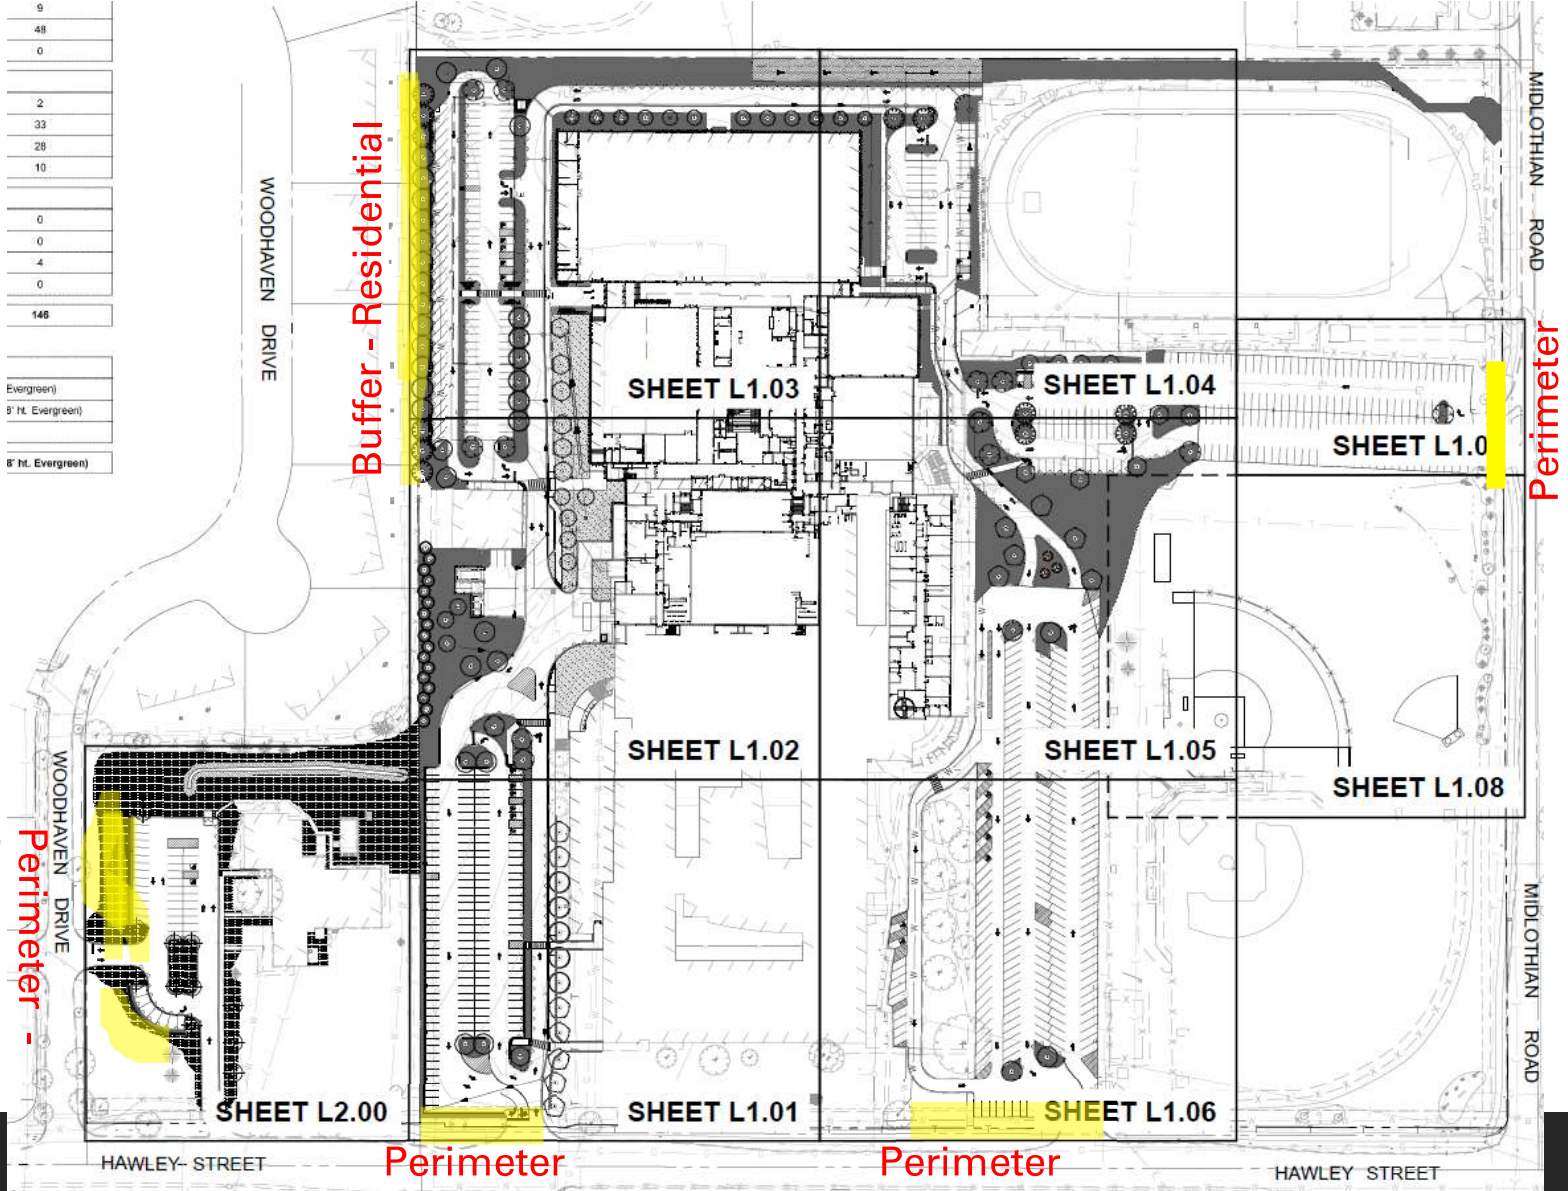 9
48
0
2
33
28
10
0
0
4
0
146
Evergreen)
6' ht. Evergreen)
8' ht. Evergreen)
WOODHAVEN DRIVE
Buffer - Residential
MIDLOTHIAN ROAD
Perimeter
SHEET L1.03
SHEET L1.04
SHEET L1.0
SHEET L1.02
SHEET L1.05
SHEET L1.08
WOODHAVEN DRIVE
Perimeter -
MIDLOTHIAN ROAD
SHEET L2.00
SHEET L1.01
SHEET L1.06
Perimeter
Perimeter
HAWLEY STREET
HAWLEY STREET